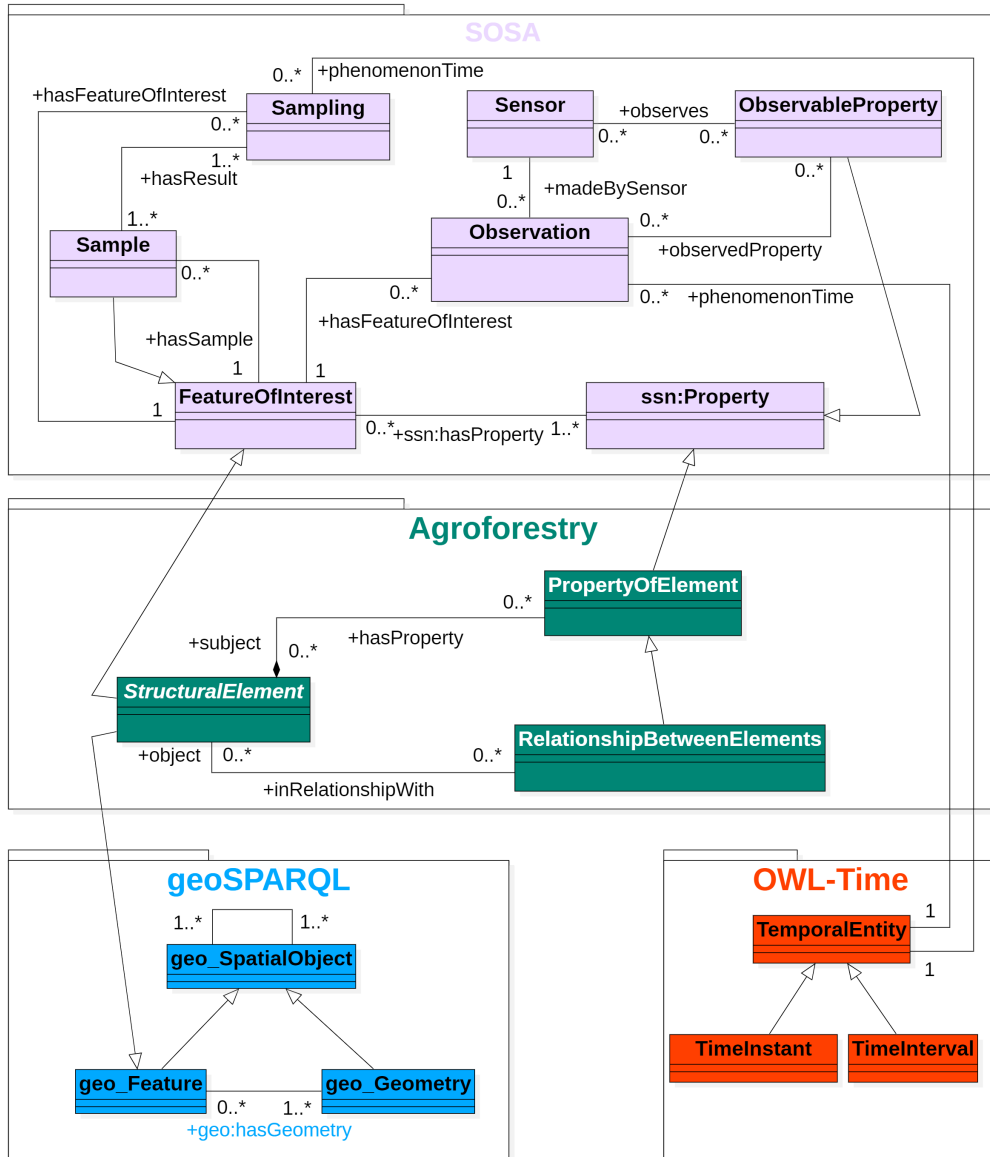 SOSA
0..*
+phenomenonTime
+hasFeatureOfInterest
Sampling
0..*
1..*
+hasResult
Sensor
+observes
0..*
0..*
ObservableProperty
1
+madeBySensor
0..*
0..*
1..*
Sample
0..*
Observation
0..*
+observedProperty
0..*
0..*
+phenomenonTime
+hasFeatureOfInterest
+hasSample
1
1
1
FeatureOfInterest
ssn:Property
0..*
+ssn:hasProperty
1..*
Agroforestry
PropertyOfElement
0..*
+subject
0..*
+hasProperty
StructuralElement
RelationshipBetweenElements
+object
0..*
0..*
+inRelationshipWith
geoSPARQL
1..*
1..*
geo_SpatialObject
geo_Feature
geo_Geometry
0..*
1..*
+geo:hasGeometry
OWL-Time
1
TemporalEntity
1
TimeInstant
TimeInterval